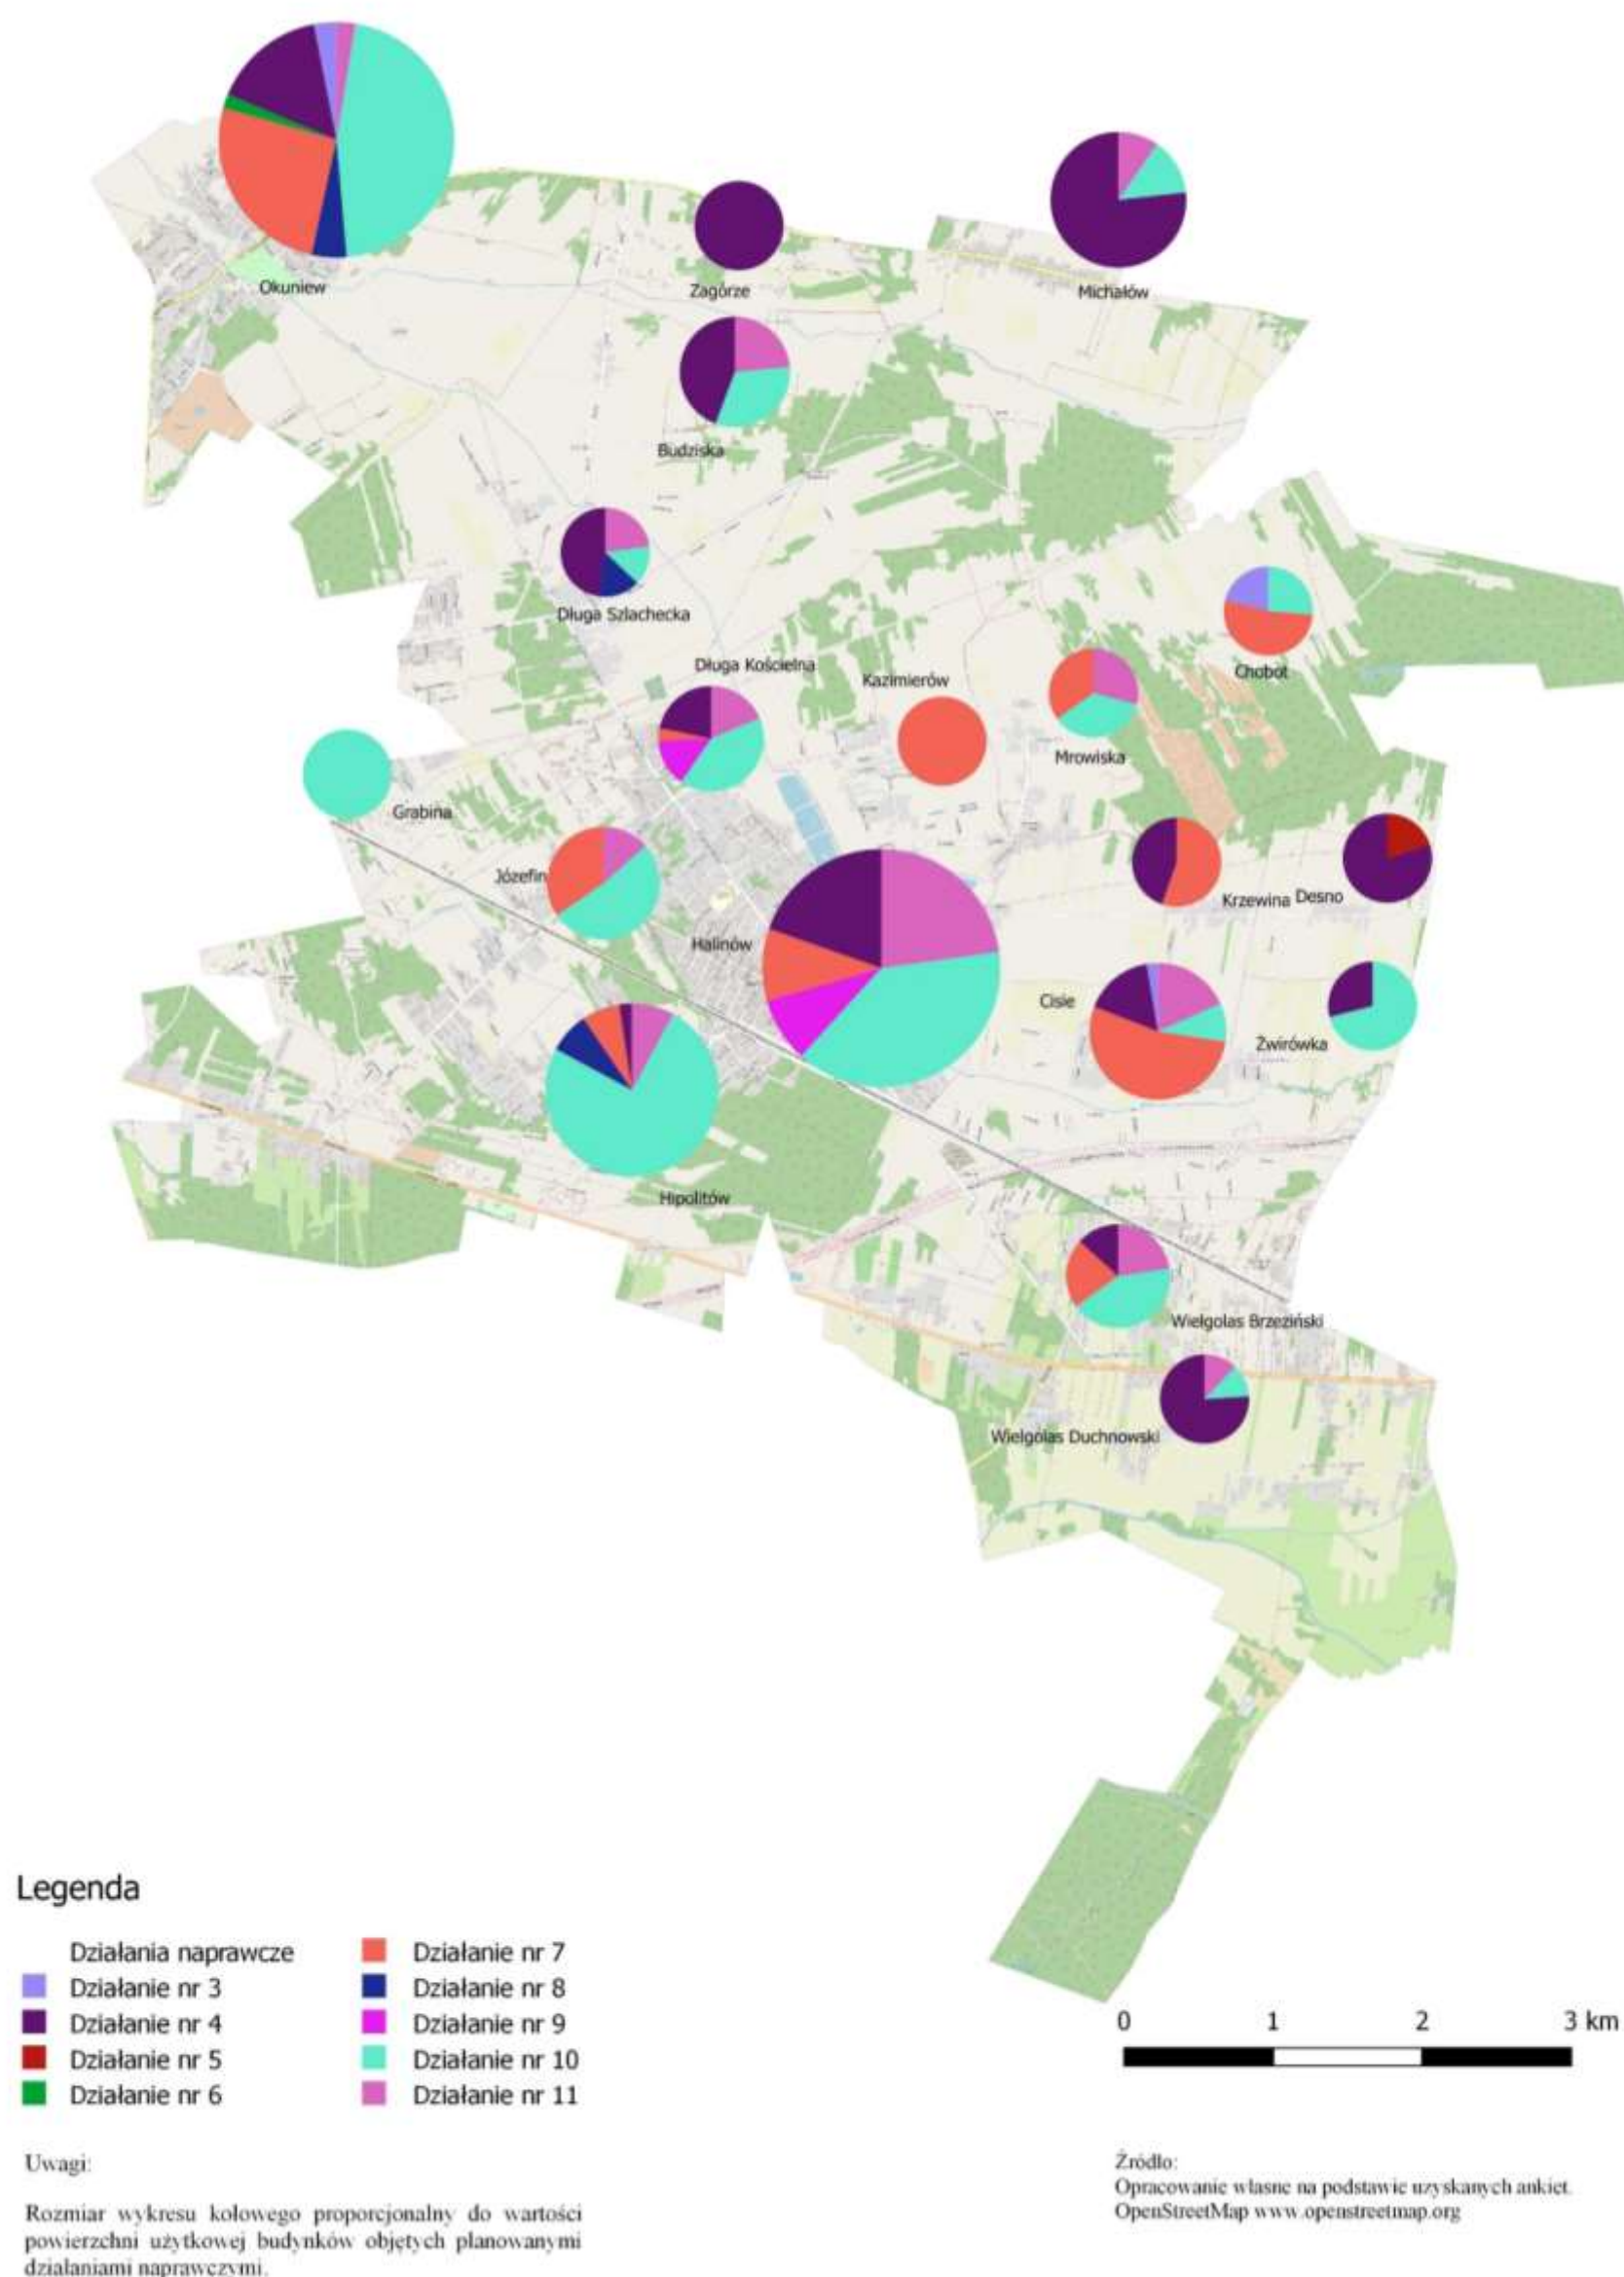 Okuniew
Zagórze
Michałów
Budziska
Długa Szlachecka
Długa Kościelna
Kazimierów
Chobot
Mrowiska
Grabina
Józefin
Krzewina
Desno
Halinów
Cisie
Żwirówka
Hipolitów
Wielgolas Brzeziński
Wielgolas Duchnowski
Legenda
Działania naprawcze
Działanie nr 3
Działanie nr 4
Działanie nr 5
Działanie nr 6
Działanie nr 7
Działanie nr 8
Działanie nr 9
Działanie nr 10
Działanie nr 11
0 1 2 3 km
Uwagi:
Rozmiar wykresu kołowego proporcjonalny do wartości
powierzchni użytkowej budynków objętych planowanymi
działaniami naprawczymi.
Źródło:
Opracowanie własne na podstawie uzyskanych ankiet.
OpenStreetMap www.openstreetmap.org